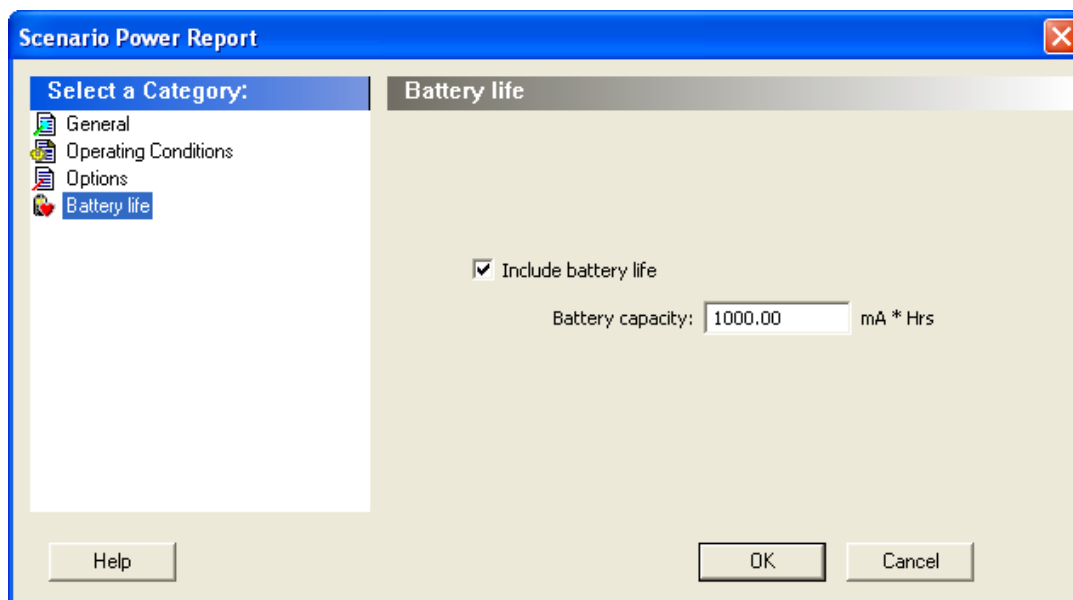 Scenario Power Report
Select a Category:
General
Operating Conditions
Options
Battery life
Battery life
Include battery life
Battery capacity: 1000.00 mA * Hrs
Help OK Cancel